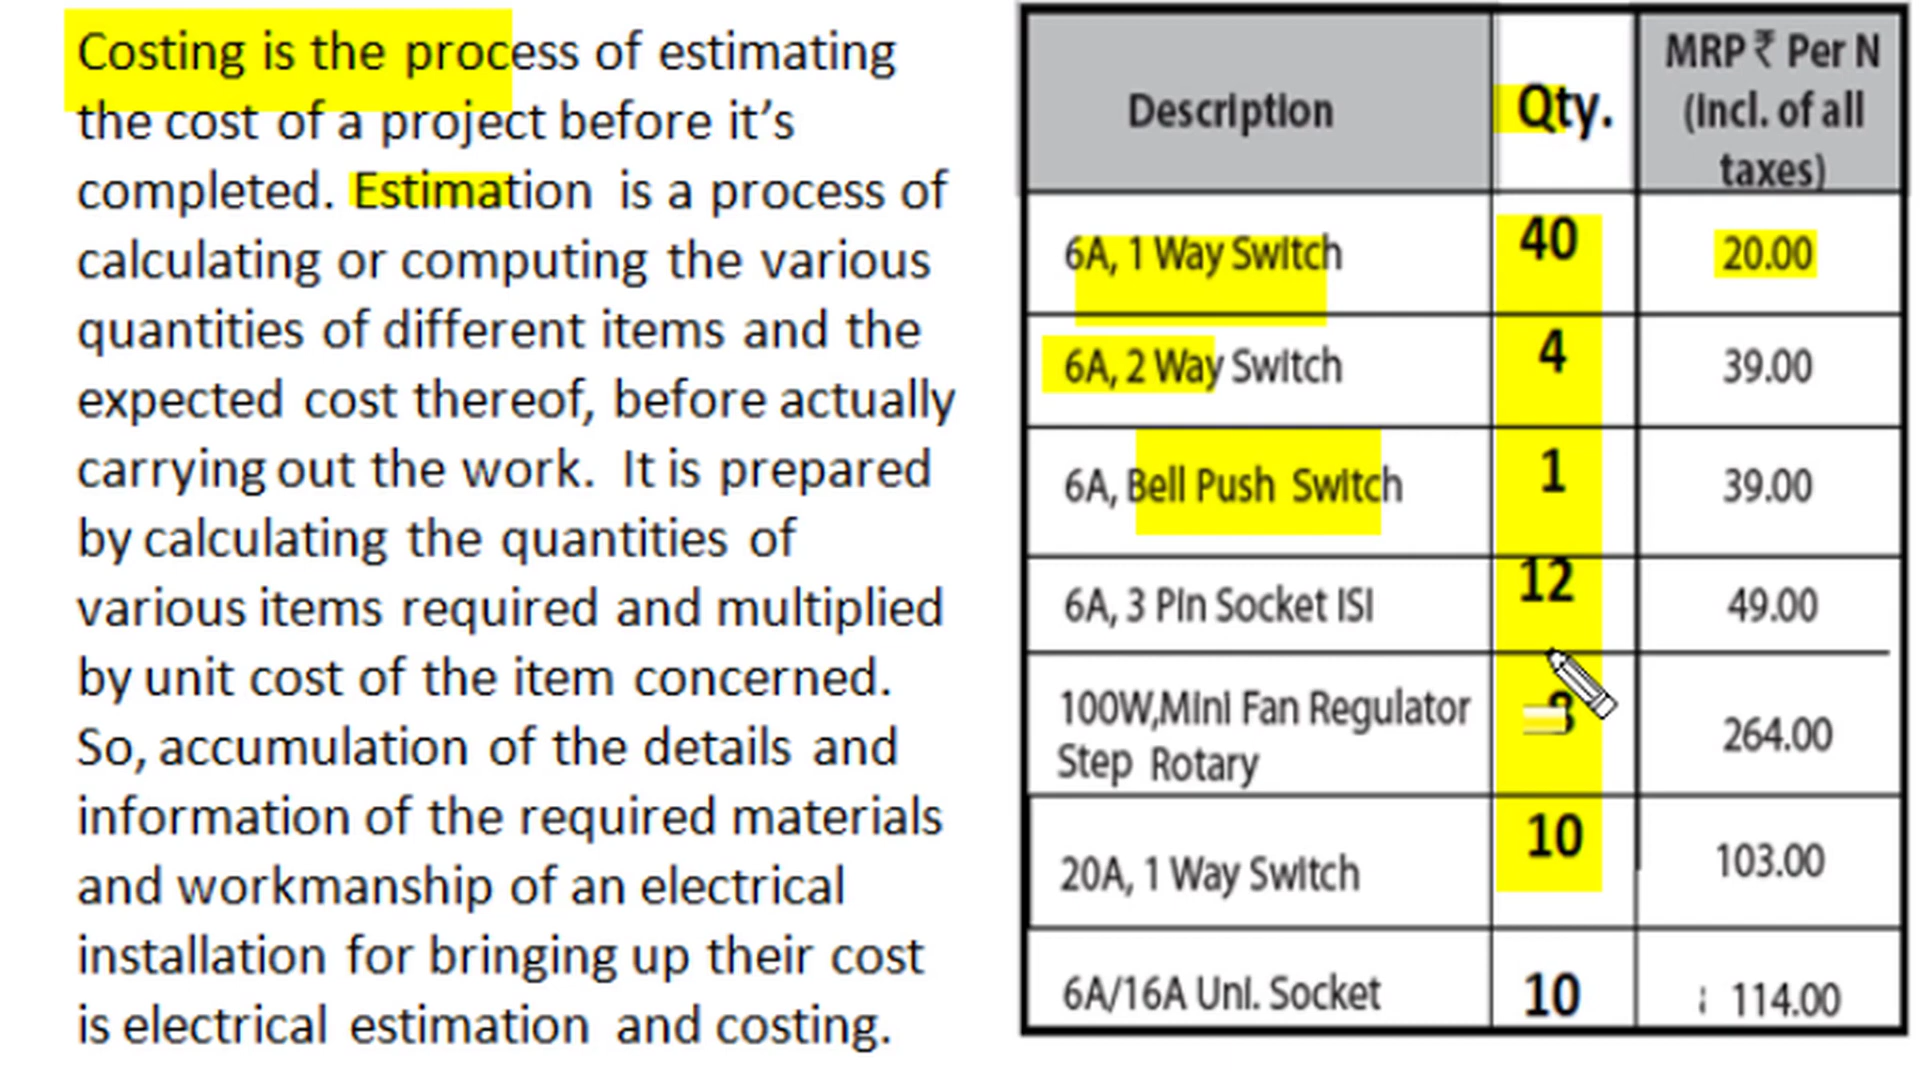 Costing is the process of estimating
the cost of a project before it’s
completed. Estimation is a process of
calculating or computing the various
quantities of different items and the
expected cost thereof, before actually
carrying out the work. It is prepared
by calculating the quantities of
various items required and multiplied
by unit cost of the item concerned.
So, accumulation of the details and
information of the required materials
and workmanship of an electrical
installation for bringing up their cost
is electrical estimation and costing.
Description Qty. MRP ₹ Per N
(incl. of all
taxes)
6A, 1 Way Switch 40 20.00
6A, 2 Way Switch 4 39.00
6A, Bell Push Switch 1 39.00
6A, 3 Pin Socket ISI 12 49.00
100W,Mini Fan Regulator
Step Rotary 264.00
20A, 1 Way Switch 10 103.00
6A/16A Uni. Socket 10 114.00